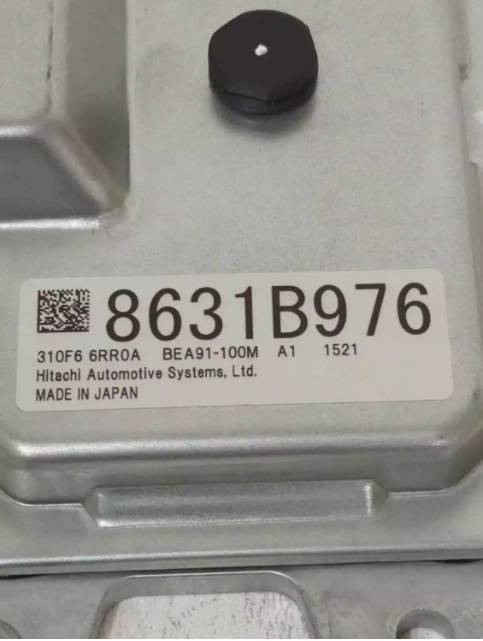 8631B976
310F6 6RR0A BEA91-100M A1 1521
Hitachi Automotive Systems, Ltd.
MADE IN JAPAN